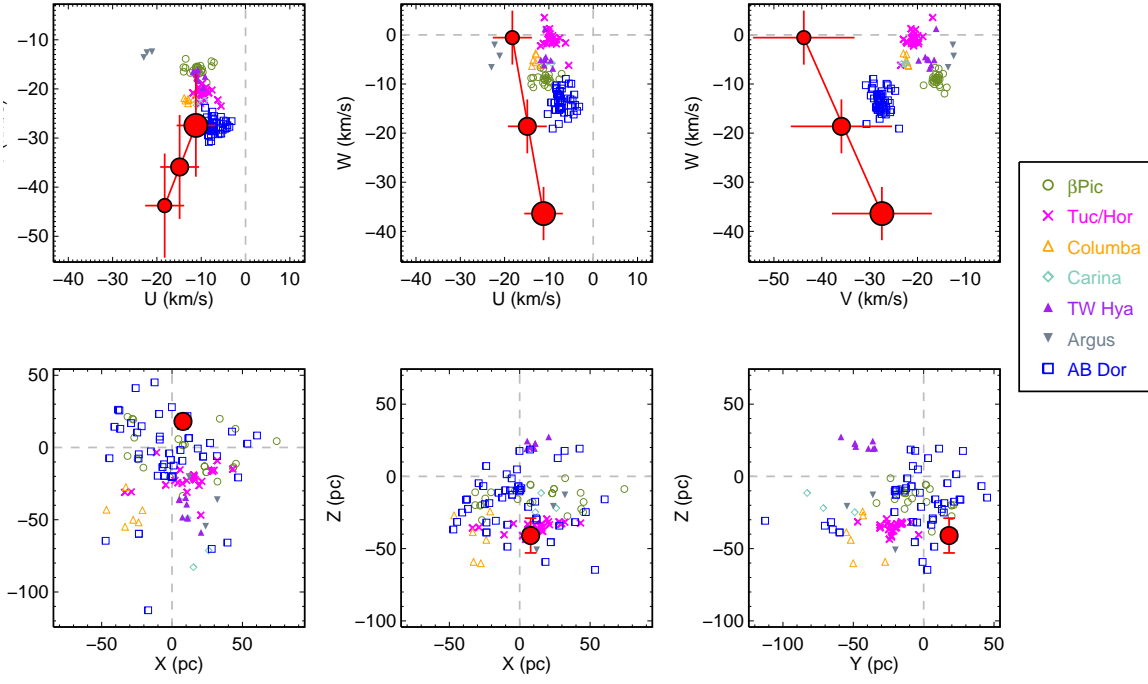 −10
−20
−30
−40
−50
−40 −30 −20 −10 0 10
U (km/s)
0
−10
−20
−30
−40
W (km/s)
−40 −30 −20 −10 0 10
U (km/s)
0
−10
−20
−30
−40
W (km/s)
−50 −40 −30 −20 −10
V (km/s)
βPic
Tuc/Hor
Columba
Carina
TW Hya
Argus
AB Dor
50
0
−50
−100
−50 0 50
X (pc)
50
0
−50
−100
Z (pc)
−50 0 50
X (pc)
50
0
−50
−100
Z (pc)
−100 −50 0 50
Y (pc)